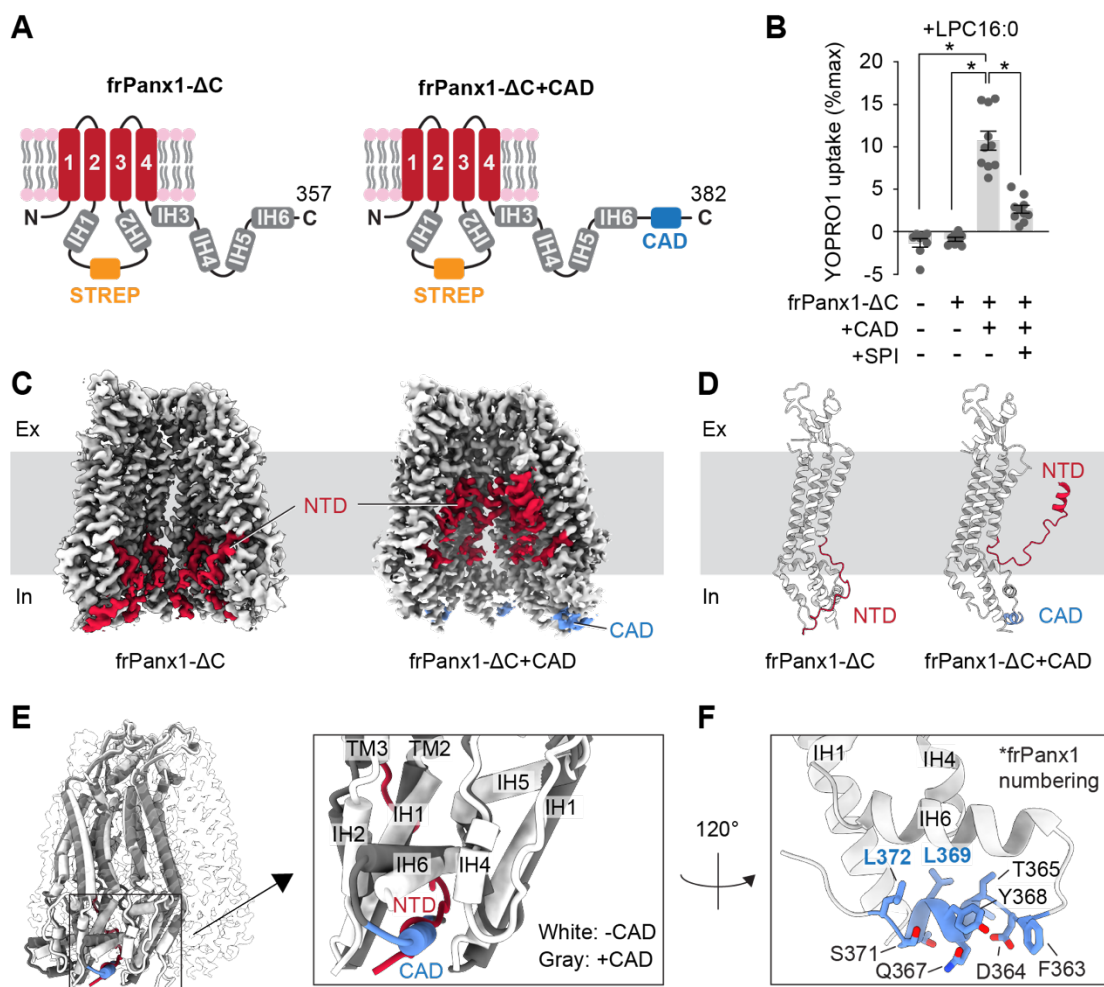 A
frPanx1-ΔC
frPanx1-ΔC+CAD
1 2 3 4
N
IH1
IH2
STREP
IH3
IH4
IH5
IH6
357
C
1 2 3 4
N
IH1
IH2
STREP
IH3
IH4
IH5
IH6
382
C
CAD
B
+LPC16:0
* * *
YOPRO1 uptake (%max)
20
15
10
5
0
-5
frPanx1-ΔC - + + +
+CAD - - + +
+SPI - - - +
C
Ex
In
NTD
CAD
frPanx1-ΔC
frPanx1-ΔC+CAD
D
Ex
In
NTD
NTD
CAD
frPanx1-ΔC
frPanx1-ΔC+CAD
E
TM3
TM2
IH5
IH1
IH1
IH2
IH6
IH4
NTD
CAD
White: -CAD
Gray: +CAD
120°
F
IH1
IH4
*frPanx1
numbering
IH6
L372
L369
T365
Y368
S371
Q367
D364
F363